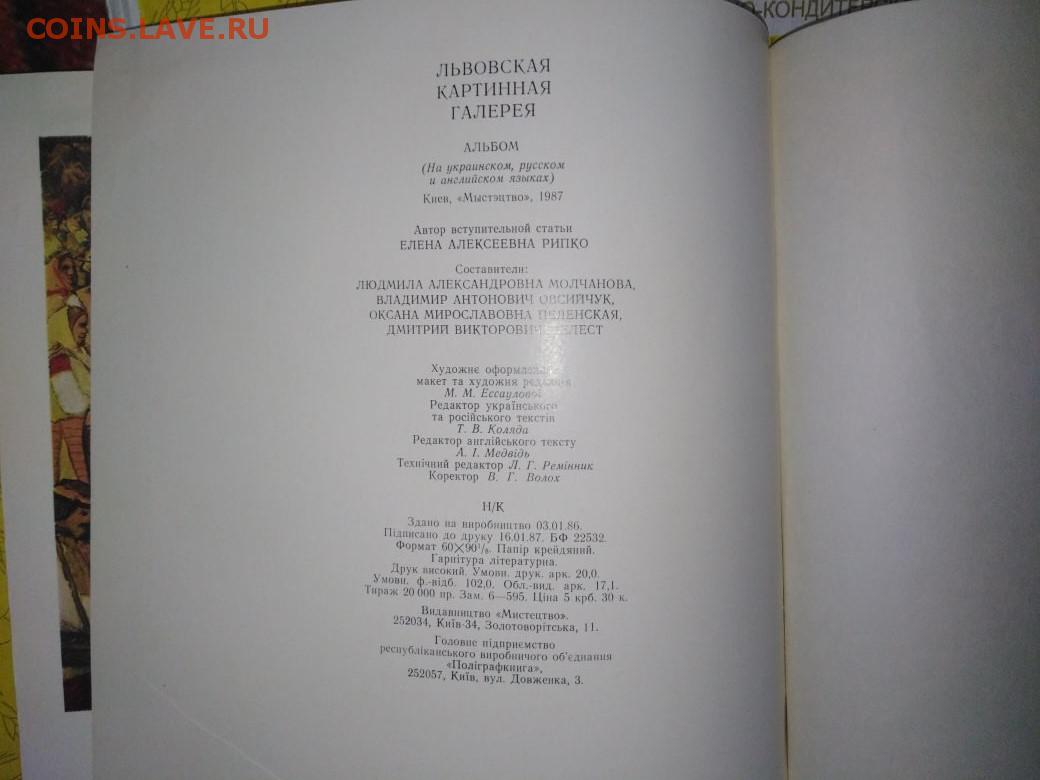 COINS.LAVE.RU
О-КОНДИТЕРС
ЛЬВОВСКАЯ
КАРТИННАЯ
ГАЛЕРЕЯ
АЛЬБОМ
(На украинском, русском
и английском языках)
Киев, «Мыстэцтво», 1987
Автор вступительной статьи
ЕЛЕНА АЛЕКСЕЕВНА РИПКО
Составители:
ЛЮДМИЛА АЛЕКСАНДРОВНА МОЛЧАНОВА,
ВЛАДИМИР АНТОНОВИЧ ОВСИЙЧУК,
ОКСАНА МИРОСЛАВОВНА
ДМИТРИЙ ВИКТОРОВИЧ
Художнє оформлення,
макет та художня редакція
М. М. Ессаулової
Редактор українського
та російського текстів
Т. В. Коляда
Редактор англійського тексту
А. І. Медвідь
Технічний редактор Л. Г. Ремінник
Коректор В. Г. Волох
Н/К
Здано на виробництво 03.01.86.
Підписано до друку 16.01.87. БФ 22532.
Формат 60×90¹/₈. Папір крейдяний.
Гарнітура літературна.
Друк високий. Умовн. друк. арк. 20,0.
Умовн. ф.-відб. 102,0. Обл.-вид. арк. 17,1.
Тираж 20 000 пр. Зам. 6—595. Ціна 5 крб. 30 к.
Видавництво «Мистецтво».
252034, Київ-34, Золотоворітська, 11.
Головне підприємство
республіканського виробничого об'єднання
«Поліграфкнига»,
252057, Київ, вул. Довженка, 3.